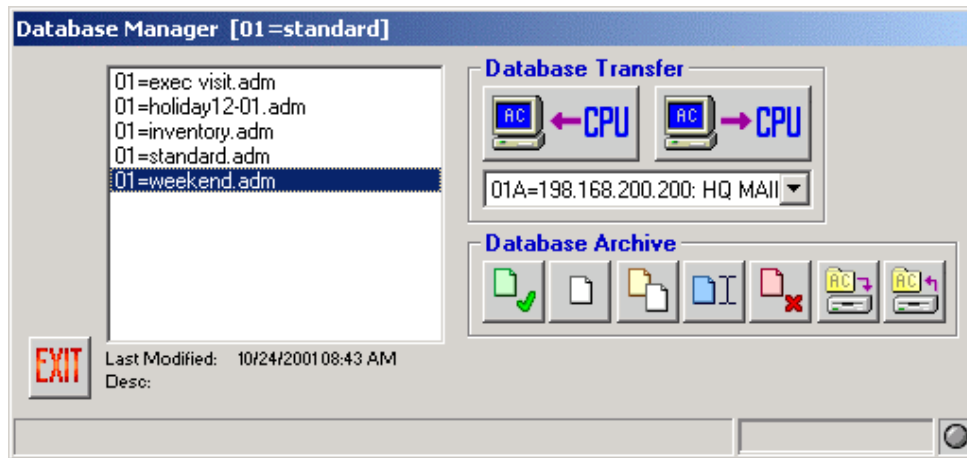 Database Manager [01=standard]
01=exec visit.adm
01=holiday12-01.adm
01=inventory.adm
01=standard.adm
01=weekend.adm
Database Transfer
AC CPU
AC CPU
01A=198.168.200.200: HQ MAII
Database Archive
AC
AC
EXIT
Last Modified: 10/24/2001 08:43 AM
Desc: